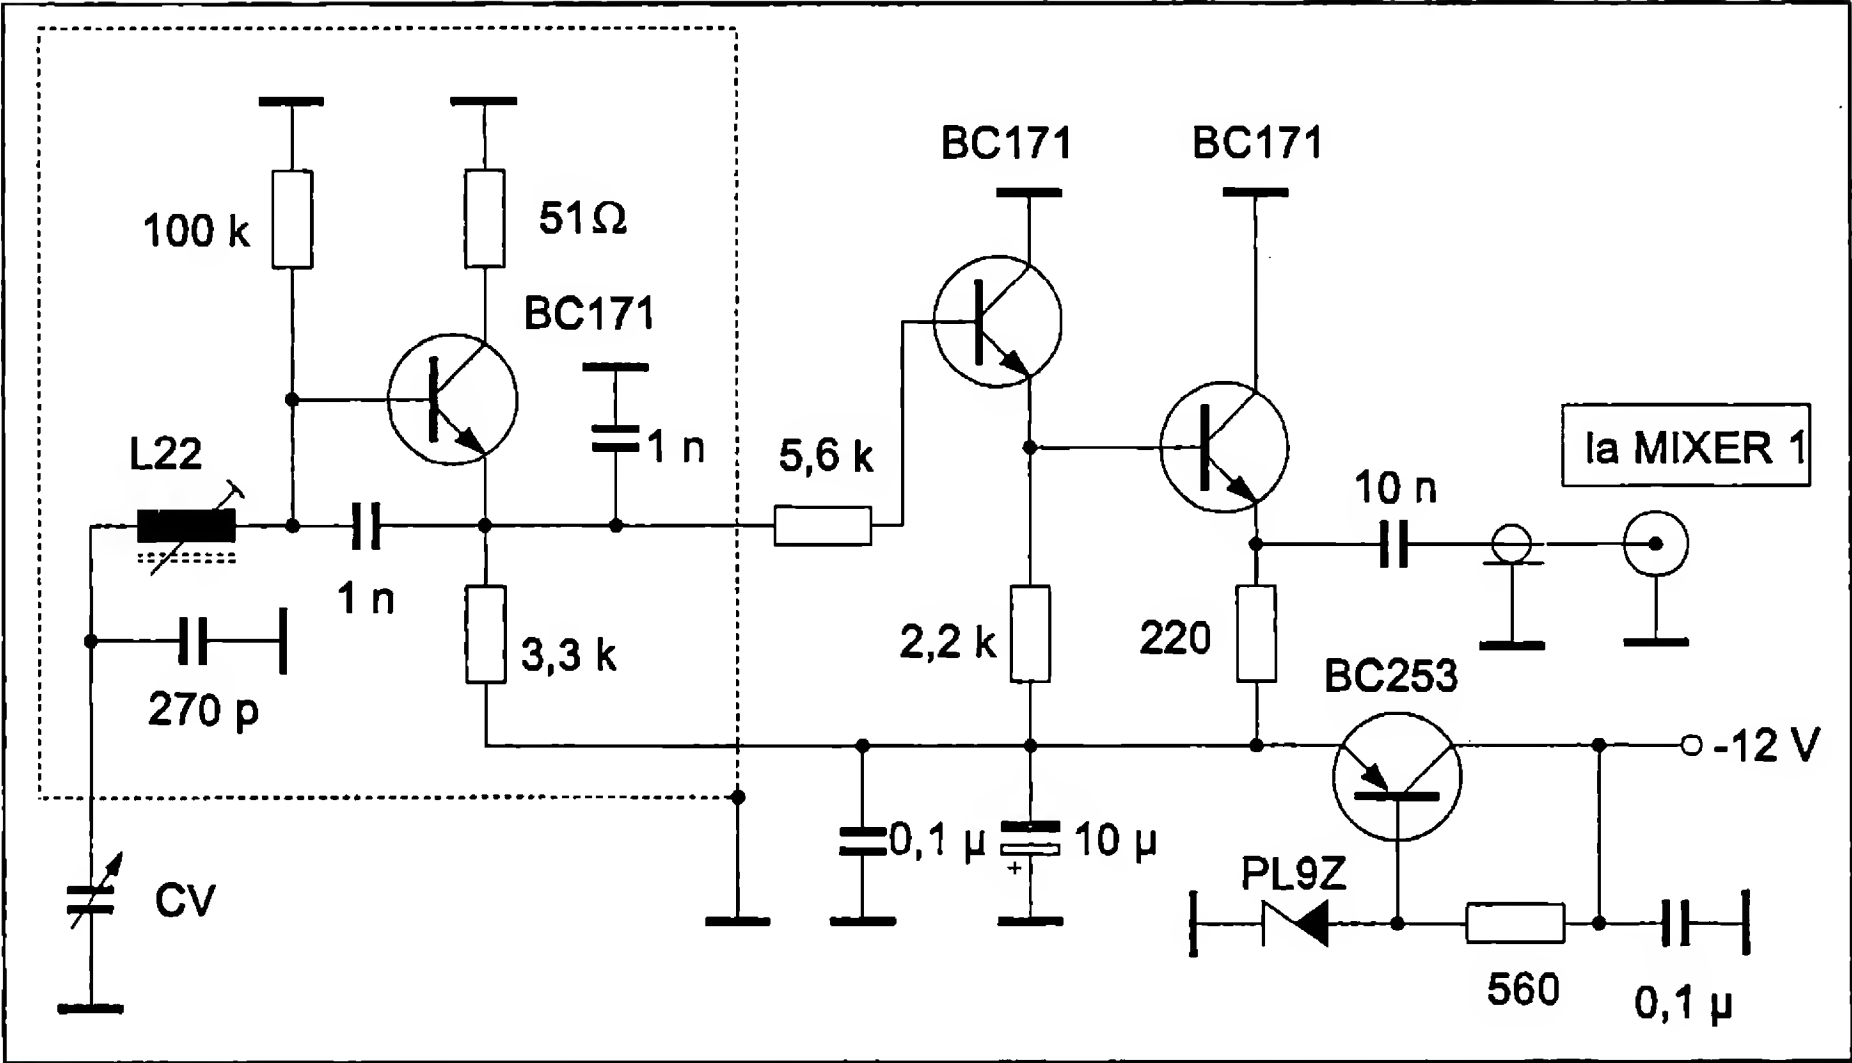 BC171
BC171
100 k
51Ω
BC171
L22
1 n
5,6 k
la MIXER 1
10 n
1 n
3,3 k
2,2 k
220
BC253
270 p
-12 V
0,1 µ
+
10 µ
PL9Z
CV
560
0,1 µ